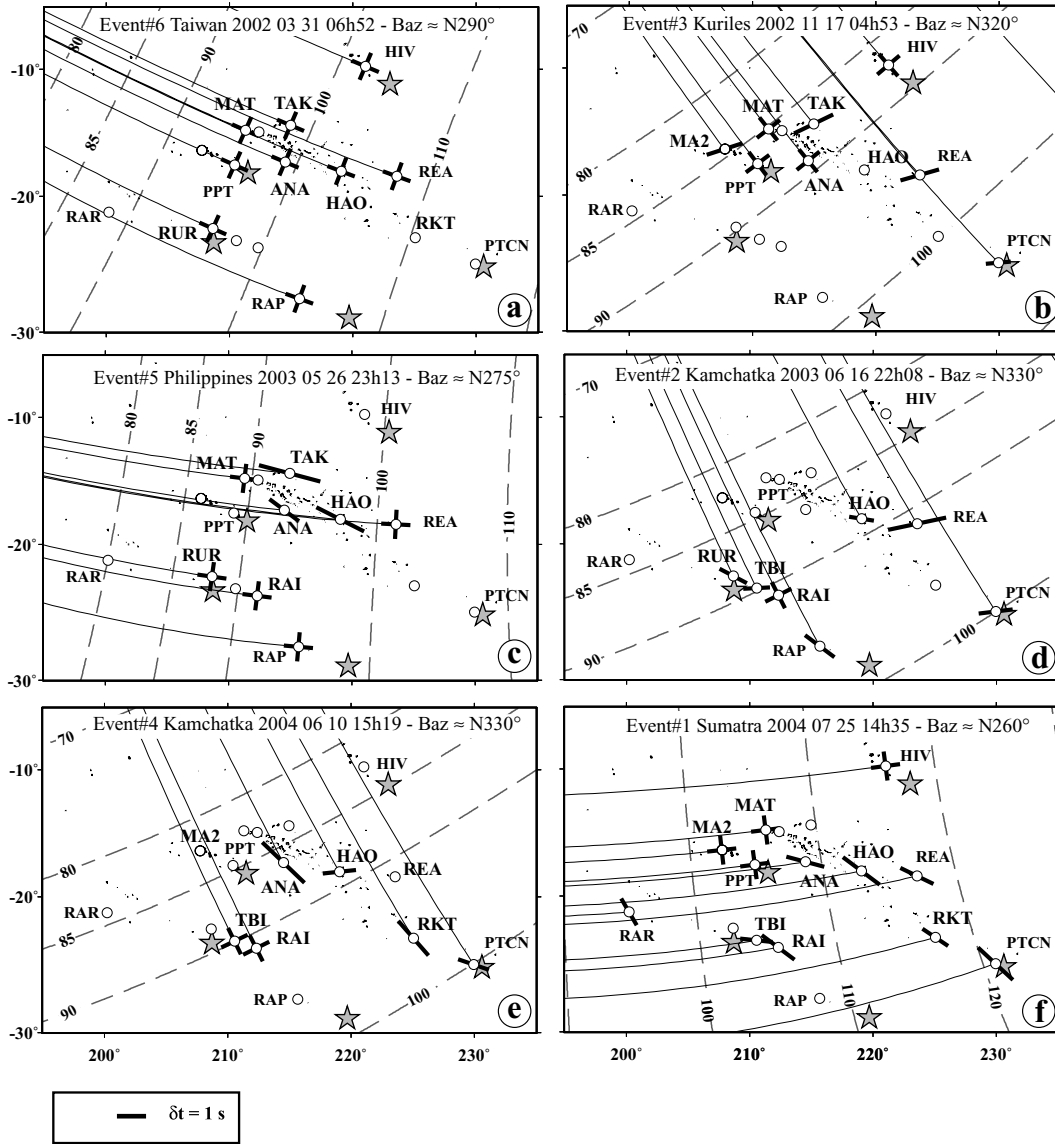 Event#6 Taiwan 2002 03 31 06h52 - Baz ≈ N290°
80
85
90
100
110
HIV
MAT
TAK
PPT
ANA
HAO
REA
RAR
RUR
RKT
PTCN
RAP
-10°
-20°
-30°
a
Event#3 Kuriles 2002 11 17 04h53 - Baz ≈ N320°
70
80
85
90
100
HIV
MAT
TAK
MA2
PPT
ANA
HAO
REA
RAR
PTCN
RAP
b
Event#5 Philippines 2003 05 26 23h13 - Baz ≈ N275°
80
85
90
100
110
HIV
MAT
TAK
HAO
PPT
ANA
REA
RUR
RAR
RAI
PTCN
RAP
-10°
-20°
-30°
c
Event#2 Kamchatka 2003 06 16 22h08 - Baz ≈ N330°
70
80
85
90
100
HIV
PPT
HAO
REA
RAR
RUR
TBI
RAI
PTCN
RAP
d
Event#4 Kamchatka 2004 06 10 15h19 - Baz ≈ N330°
70
80
85
90
100
HIV
MA2
PPT
ANA
HAO
REA
RAR
TBI
RAI
RKT
PTCN
RAP
-10°
-20°
-30°
200°
210°
220°
230°
e
Event#1 Sumatra 2004 07 25 14h35 - Baz ≈ N260°
100
110
120
HIV
MAT
MA2
HAO
REA
PPT
ANA
RAR
TBI
RAI
RKT
PTCN
RAP
200°
210°
220°
230°
f
δt = 1 s